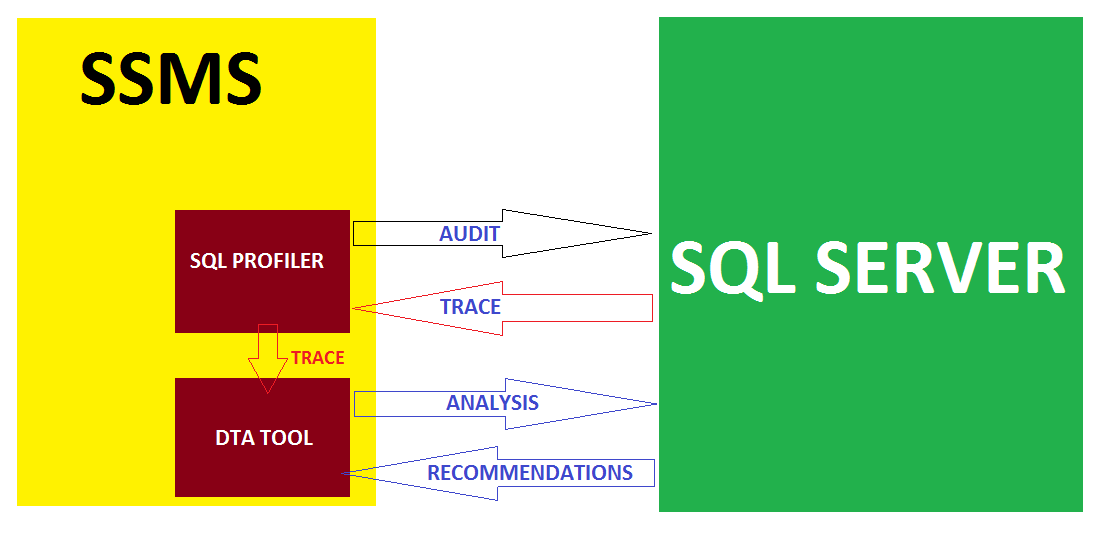 SSMS
SQL PROFILER
AUDIT
SQL SERVER
TRACE
TRACE
DTA TOOL
ANALYSIS
RECOMMENDATIONS